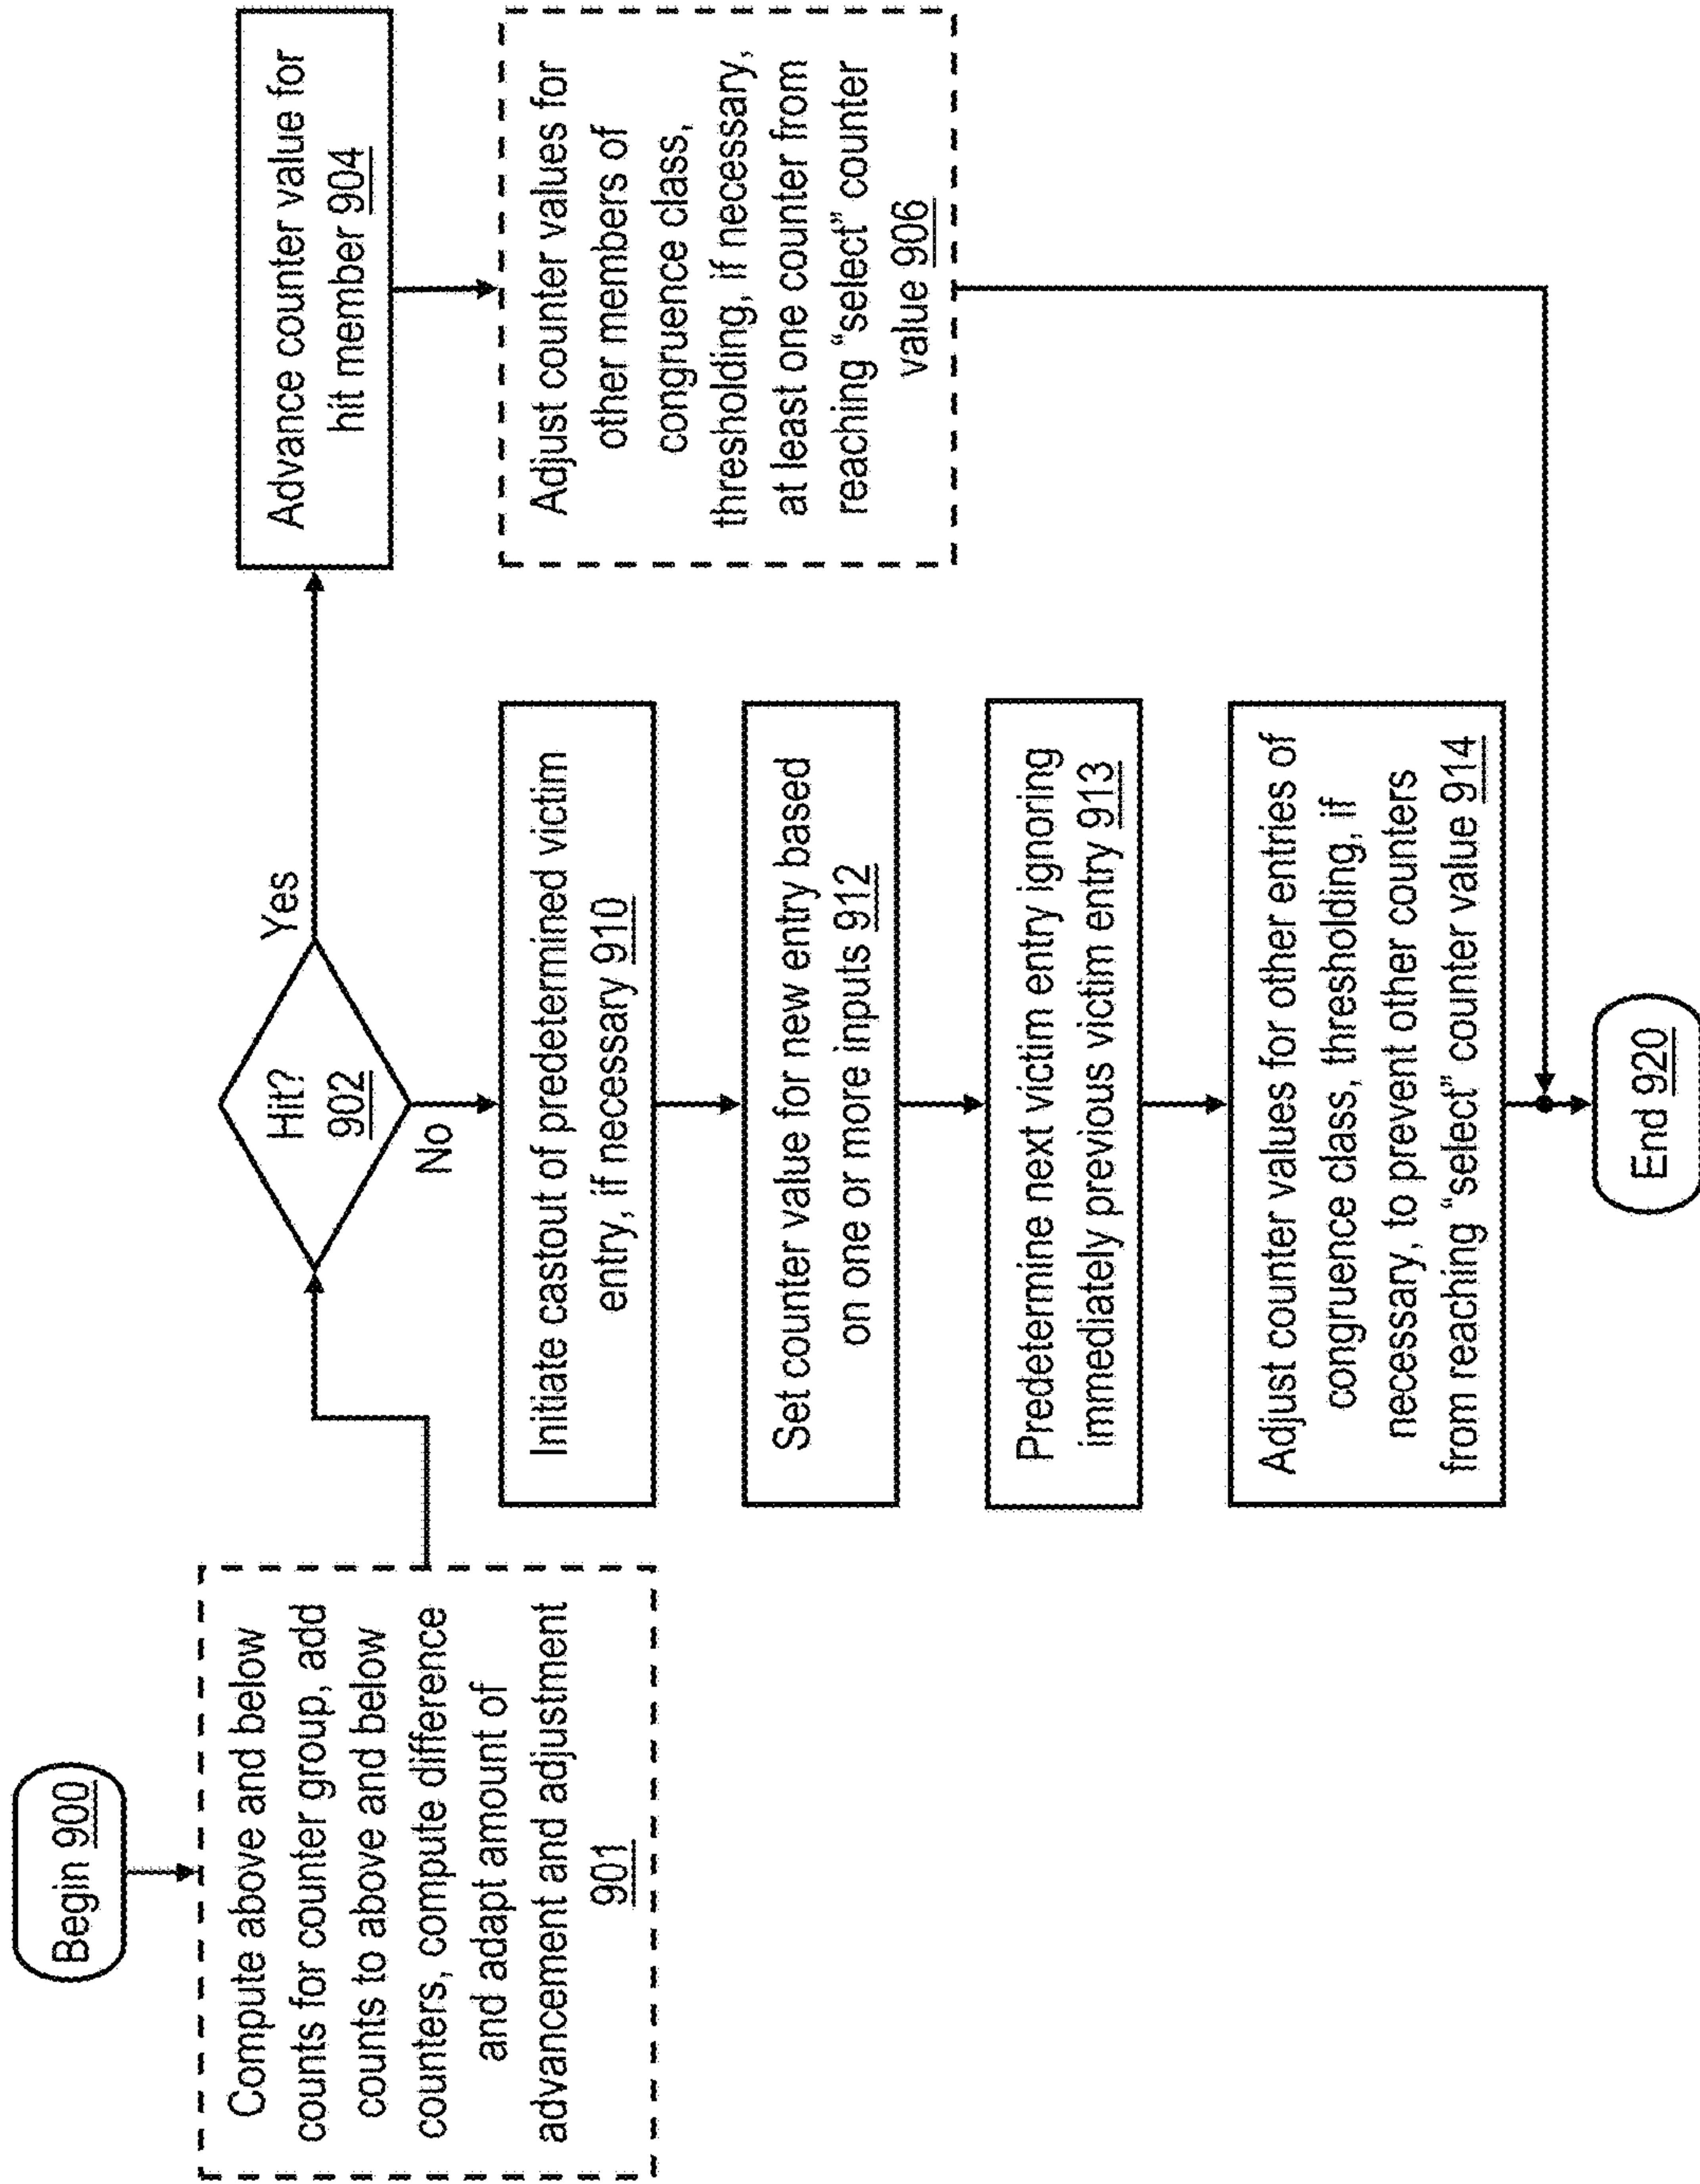 Begin 900
Compute above and below
counts for counter group, add
counts to above and below
counters, compute difference
and adapt amount of
advancement and adjustment
901
Hit?
902
Yes
No
Advance counter value for
hit member 904
Adjust counter values for
other members of
congruence class,
thresholding, if necessary,
at least one counter from
reaching “select” counter
value 906
Initiate castout of predetermined victim
entry, if necessary 910
Set counter value for new entry based
on one or more inputs 912
Predetermine next victim entry ignoring
immediately previous victim entry 913
Adjust counter values for other entries of
congruence class, thresholding, if
necessary, to prevent other counters
from reaching “select” counter value 914
End 920